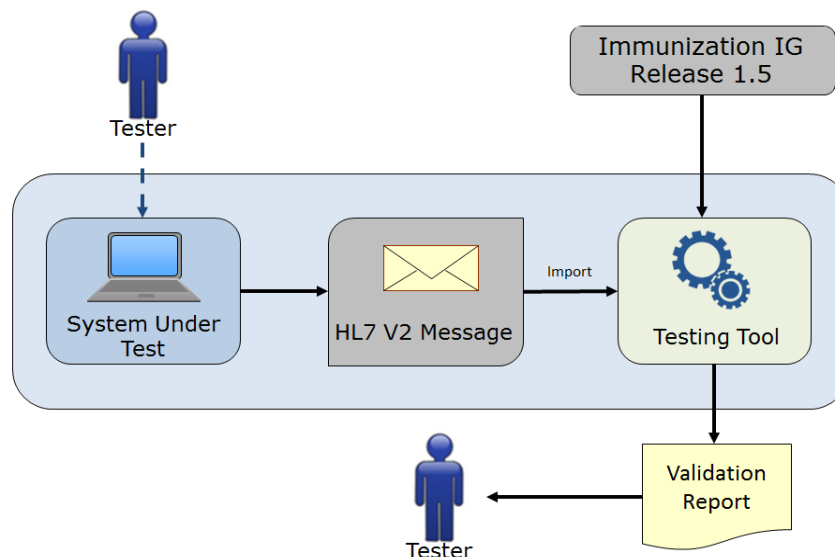 Immunization IG
Release 1.5
Tester
System Under
Test
HL7 V2 Message
Import
Testing Tool
Validation
Report
Tester